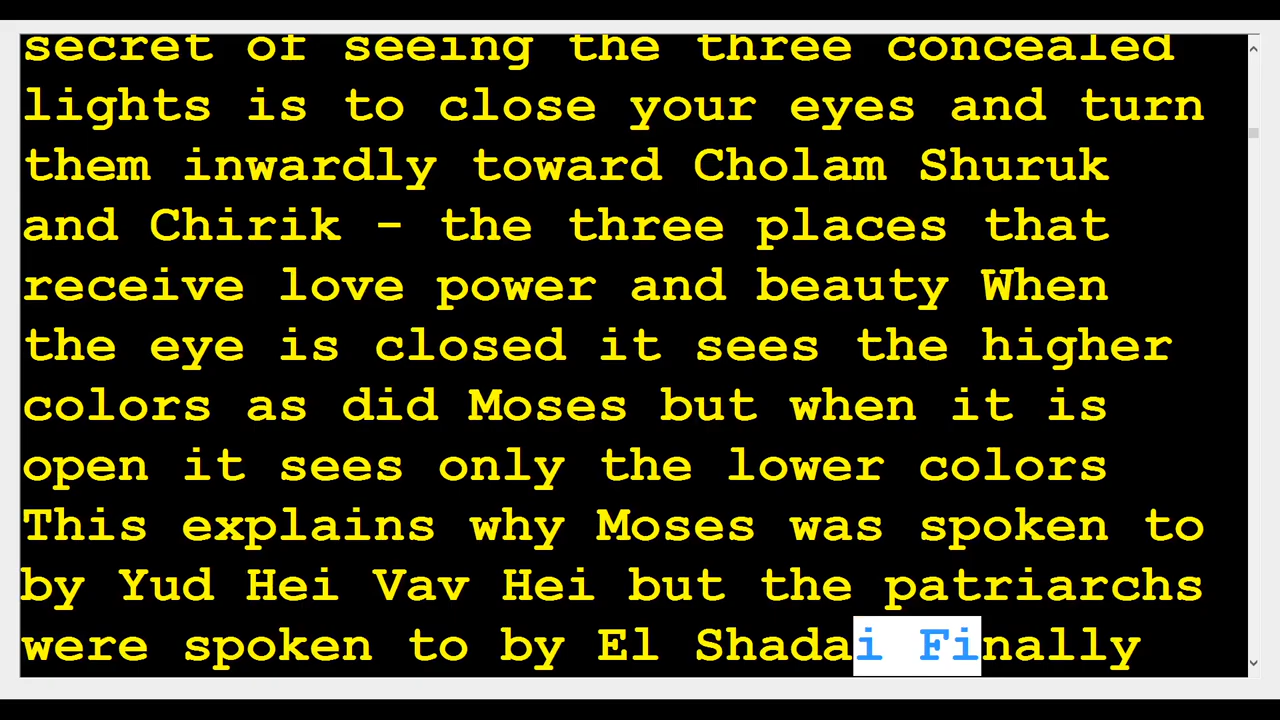 secret of seeing the three concealed
lights is to close your eyes and turn
them inwardly toward Cholam Shuruk
and Chirik - the three places that
receive love power and beauty When
the eye is closed it sees the higher
colors as did Moses but when it is
open it sees only the lower colors
This explains why Moses was spoken to
by Yud Hei Vav Hei but the patriarchs
were spoken to by El Shadai Finally